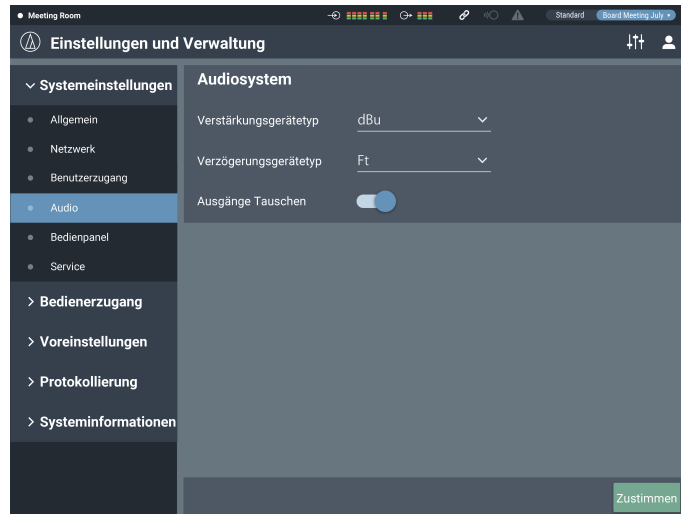 Meeting Room
Standard
Board Meeting July
Einstellungen und Verwaltung
Systemeinstellungen
Allgemein
Netzwerk
Benutzerzugang
Audio
Bedienpanel
Service
Bedienerzugang
Voreinstellungen
Protokollierung
Systeminformationen
Audiosystem
Verstärkungsgerätetyp dBu
Verzögerungsgerätetyp Ft
Ausgänge Tauschen
Zustimmen